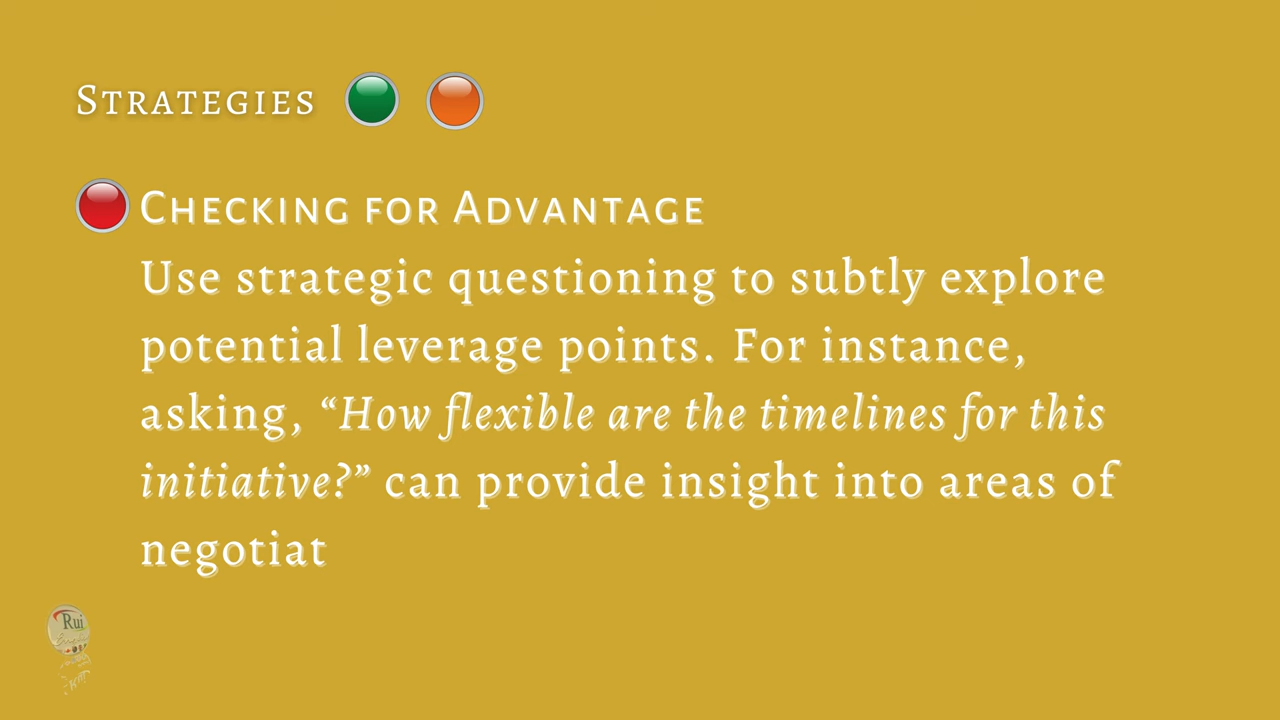 Strategies
Checking for Advantage
Use strategic questioning to subtly explore
potential leverage points. For instance,
asking, “How flexible are the timelines for this
initiative?” can provide insight into areas of
negotiat
Rui